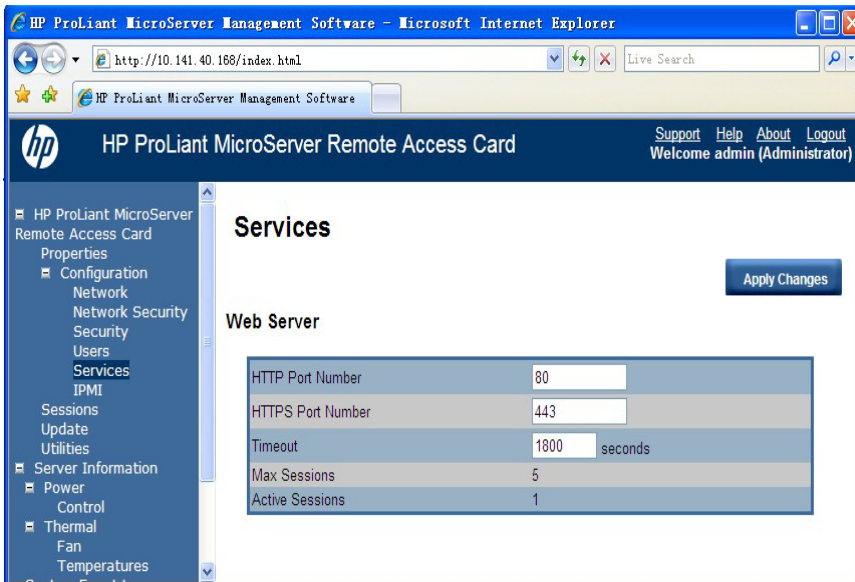 HP ProLiant MicroServer Management Software - Microsoft Internet Explorer
http://10.141.40.168/index.html
Live Search
HP ProLiant MicroServer Management Software
hp
HP ProLiant MicroServer Remote Access Card
Support Help About Logout
Welcome admin (Administrator)
HP ProLiant MicroServer
Remote Access Card
Properties
Configuration
Network
Network Security
Security
Users
Services
IPMI
Sessions
Update
Utilities
Server Information
Power
Control
Thermal
Fan
Temperatures
Services
Apply Changes
Web Server
HTTP Port Number 80
HTTPS Port Number 443
Timeout 1800 seconds
Max Sessions 5
Active Sessions 1